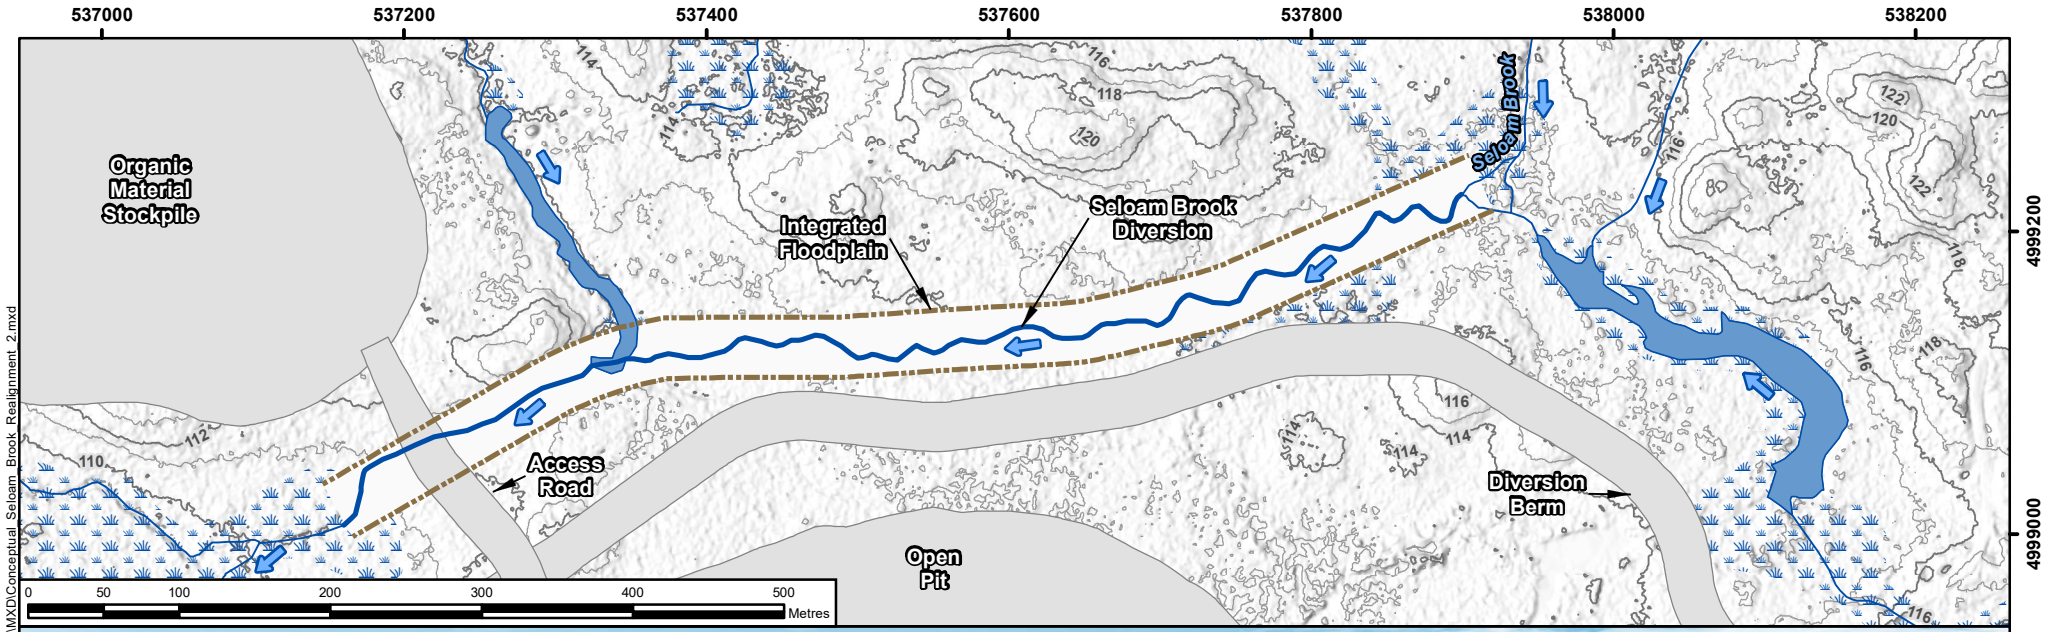 537000 537200 537400 537600 537800 538000 538200
114
116
118
120
114
122
120
122
116
118
118
116
Seloam Brook
Organic
Material
Stockpile
Integrated
Floodplain
Seloam Brook
Diversion
4999200
4999000
112
110
Access
Road
116
114
114
114
Diversion
Berm
Open
Pit
116
0 50 100 200 300 400 500
Metres
\MXD\Conceptual_Seloam_Brook_Realignment_2.mxd